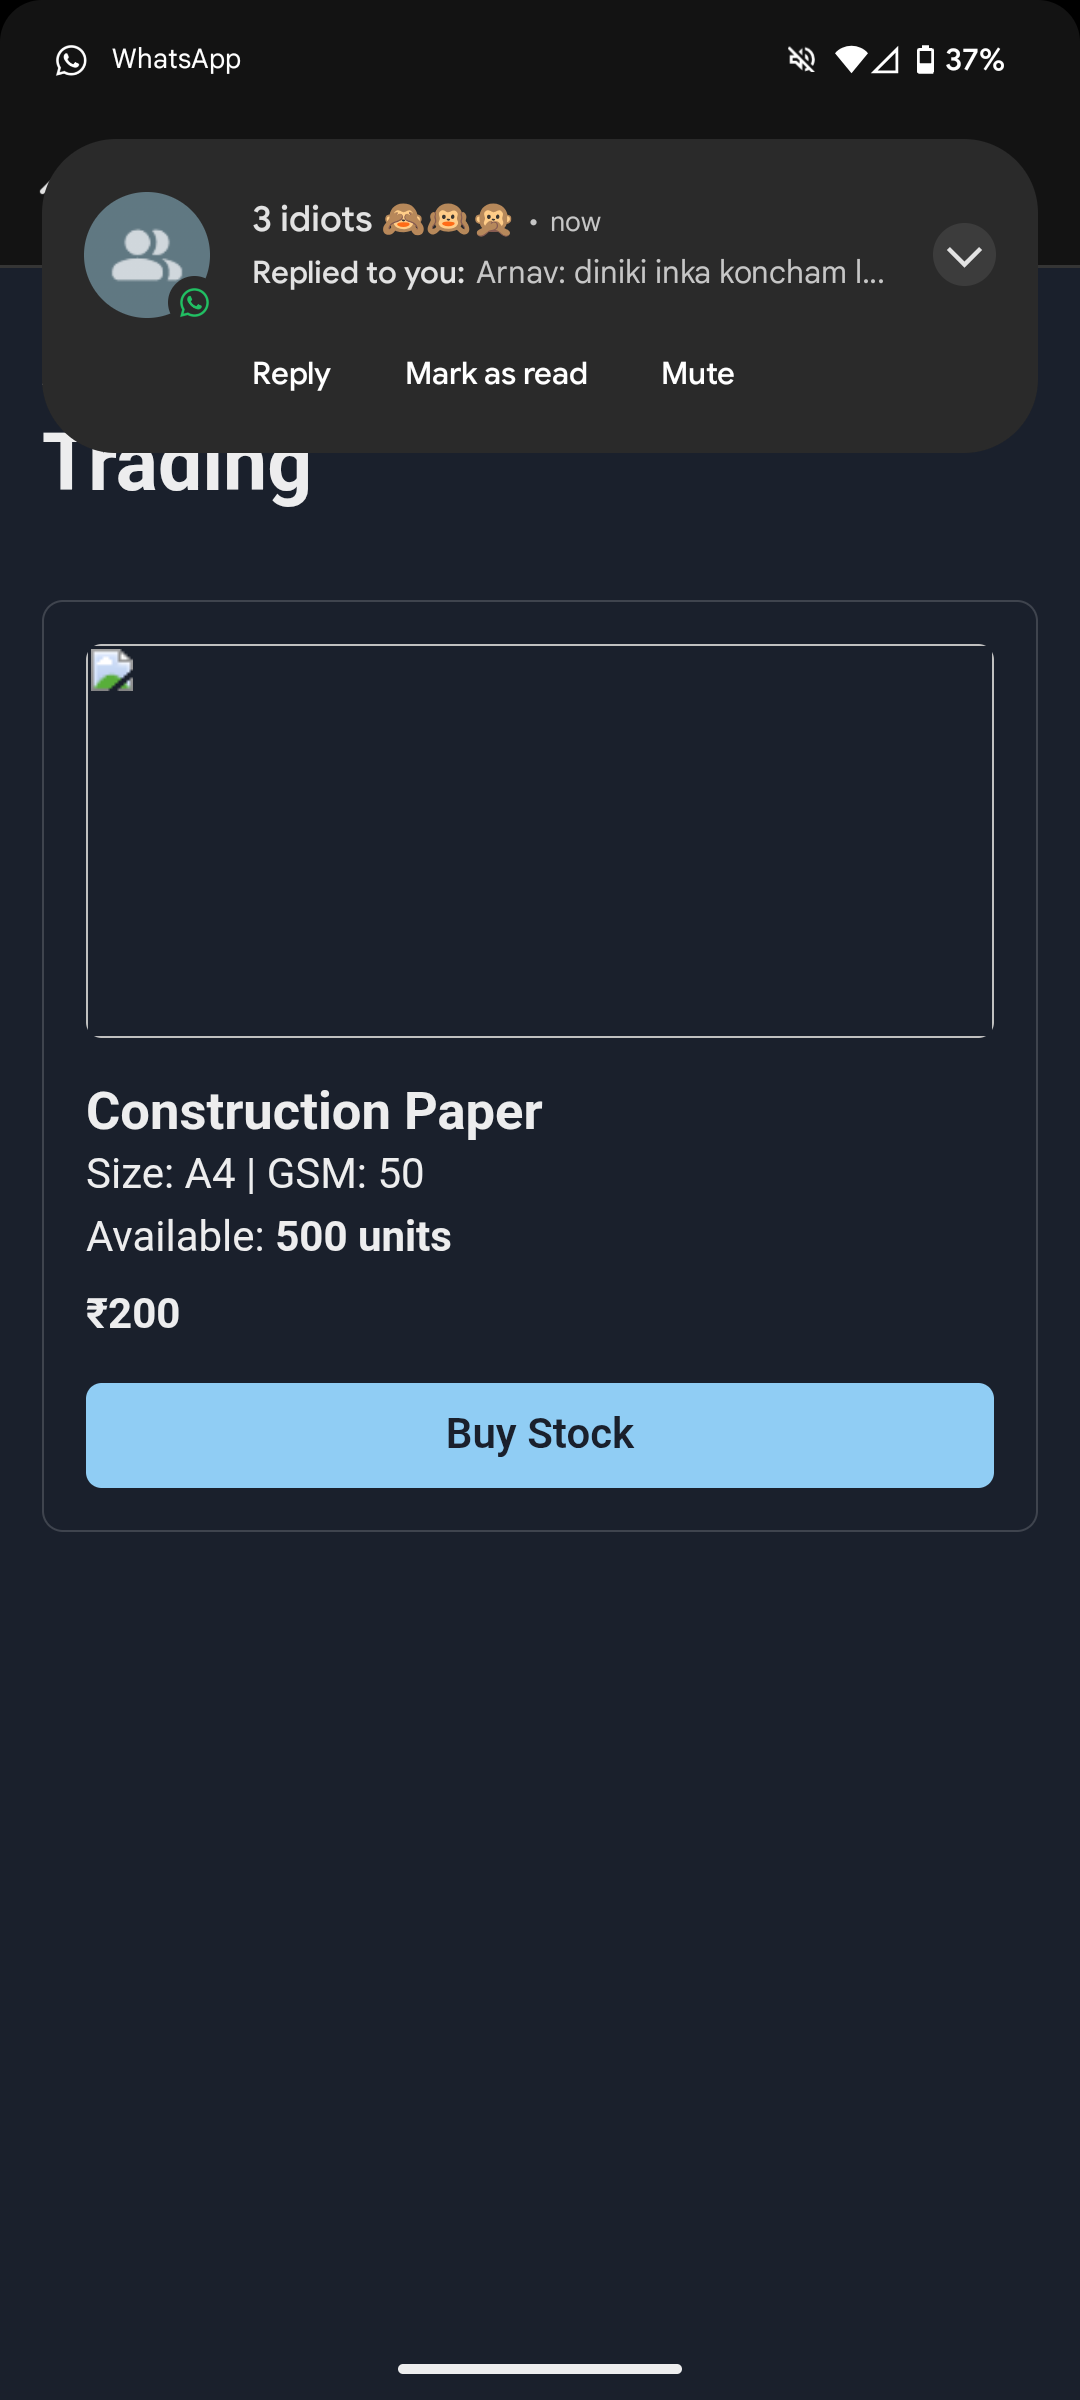 WhatsApp 37%
3 idiots 🙈🙉🙊 • now
Replied to you: Arnav: diniki inka koncham l...
Reply Mark as read Mute
Trading
Construction Paper
Size: A4 | GSM: 50
Available: 500 units
₹200
Buy Stock